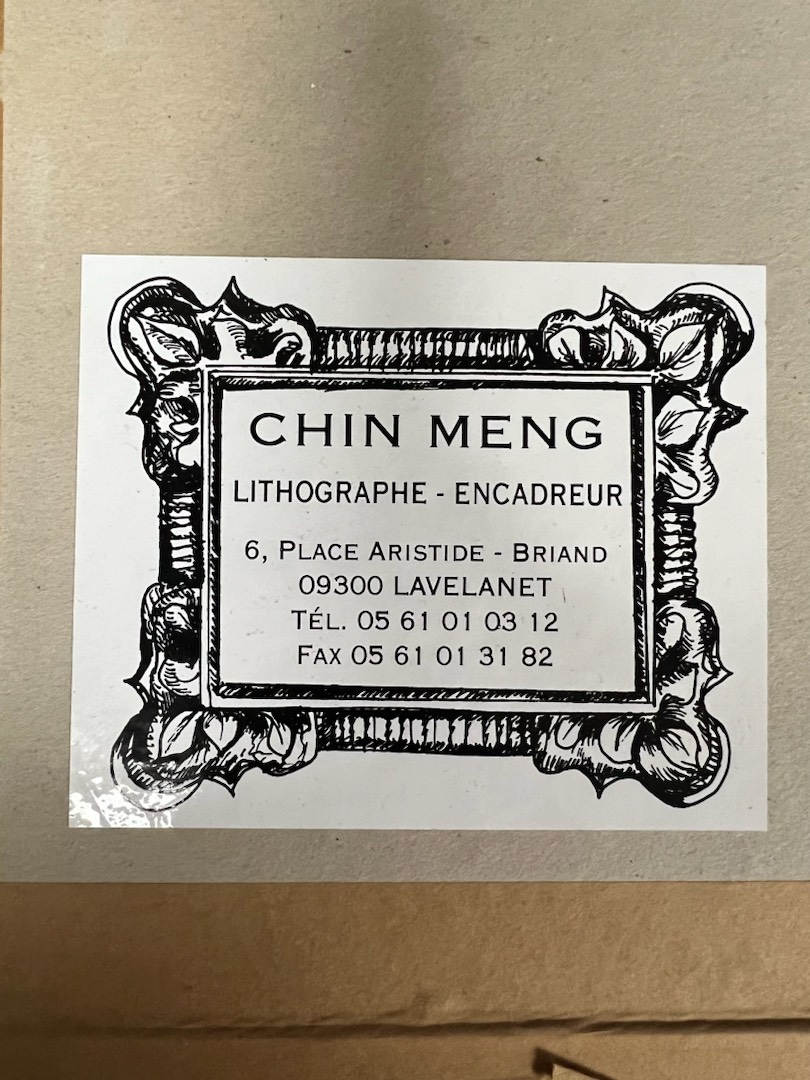 CHIN MENG
LITHOGRAPHE - ENCADREUR
6, PLACE ARISTIDE - BRIAND
09300 LAVELANET
TÉL. 05 61 01 03 12
FAX 05 61 01 31 82